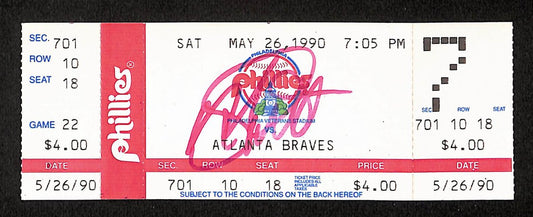 SEC. 701
ROW 10
SEAT 18
GAME 22
$4.00
DATE
5/26/90
Phillies
SAT MAY 26, 1990 7:05 PM
PHILADELPHIA
Phillies
PHILADELPHIA VETERANS STADIUM
VS.
ATLANTA BRAVES
SEC. ROW SEAT PRICE
701 10 18 TICKET PRICE INCLUDES ALL APPLICABLE TAXES $4.00
SUBJECT TO THE CONDITIONS ON THE BACK HEREOF
7
SEC. ROW SEAT
701 10 18
$4.00
DATE
5/26/90